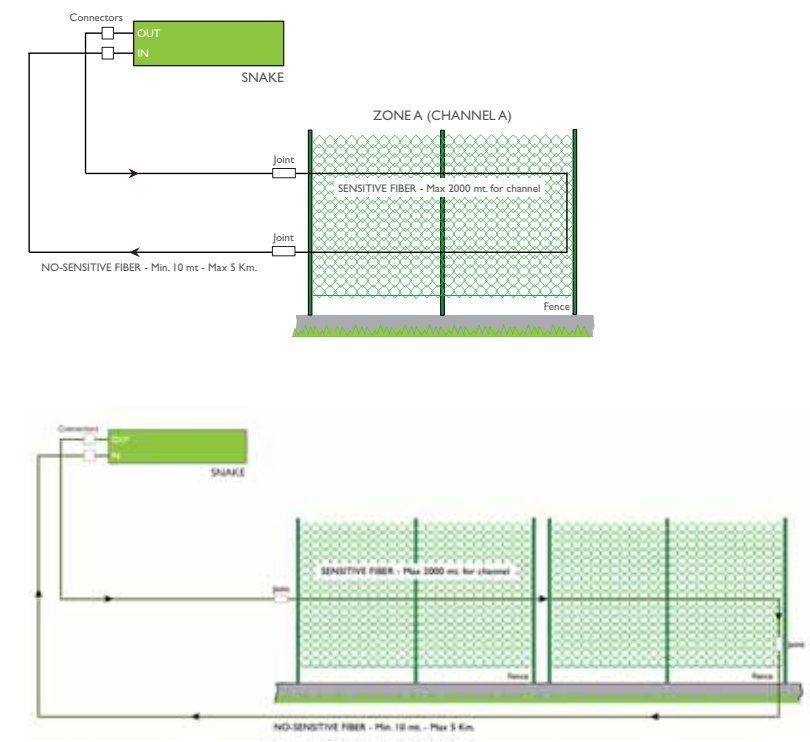 Connectors
OUT
IN
SNAKE
ZONE A (CHANNEL A)
Joint
SENSITIVE FIBER - Max 2000 mt. for channel
Joint
NO-SENSITIVE FIBER - Min. 10 mt - Max 5 Km.
Fence
Connectors
OUT
IN
SNAKE
SENSITIVE FIBER - Max 2000 mt. for channel
Joint
Joint
Fence
Fence
NO-SENSITIVE FIBER - Min. 10 mt. - Max 5 Km.